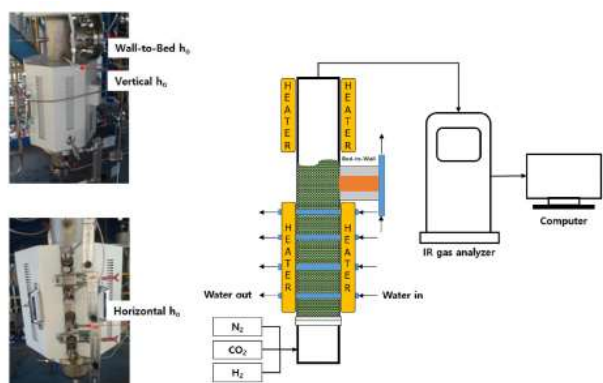 Wall-to-Bed h₀
Vertical h₀
Horizontal h₀
HEATER
HEATER
Bed-to-Wall
HEATER
HEATER
Water out
Water in
N₂
CO₂
H₂
IR gas analyzer
Computer